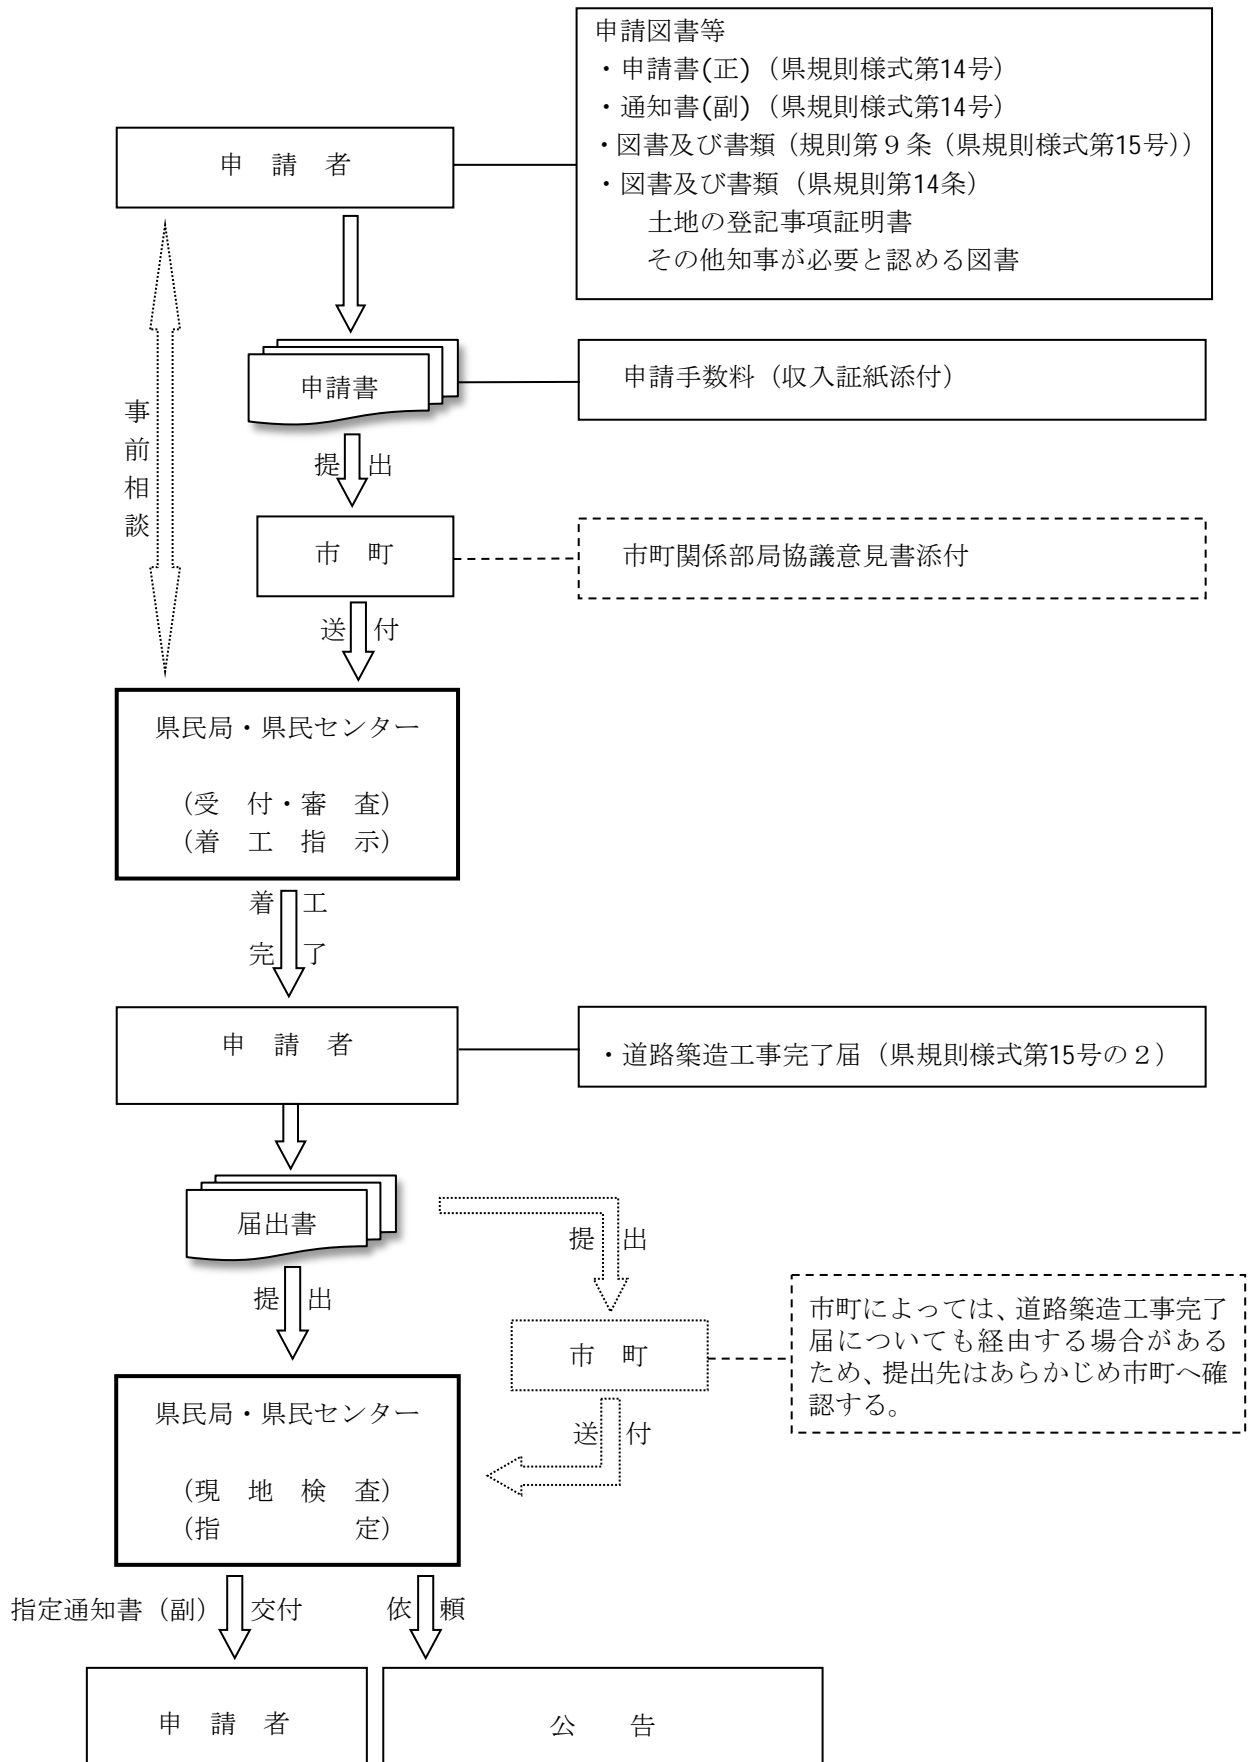 申請図書等
・申請書(正)（県規則様式第14号）
・通知書(副)（県規則様式第14号）
・図書及び書類（規則第９条（県規則様式第15号））
・図書及び書類（県規則第14条）
土地の登記事項証明書
その他知事が必要と認める図書
申　請　者
事前相談
申請書
申請手数料（収入証紙添付）
提　出
市　町
市町関係部局協議意見書添付
送　付
県民局・県民センター
（受　付・審　査）
（着　工　指　示）
着　工
完　了
申　請　者
・道路築造工事完了届（県規則様式第15号の２）
届出書
提　出
提　出
市　町
市町によっては、道路築造工事完了
届についても経由する場合がある
ため、提出先はあらかじめ市町へ確
認する。
送　付
県民局・県民センター
（現　地　検　査）
（指　　　　　定）
指定通知書（副）　交付
依　頼
申　請　者
公　　告